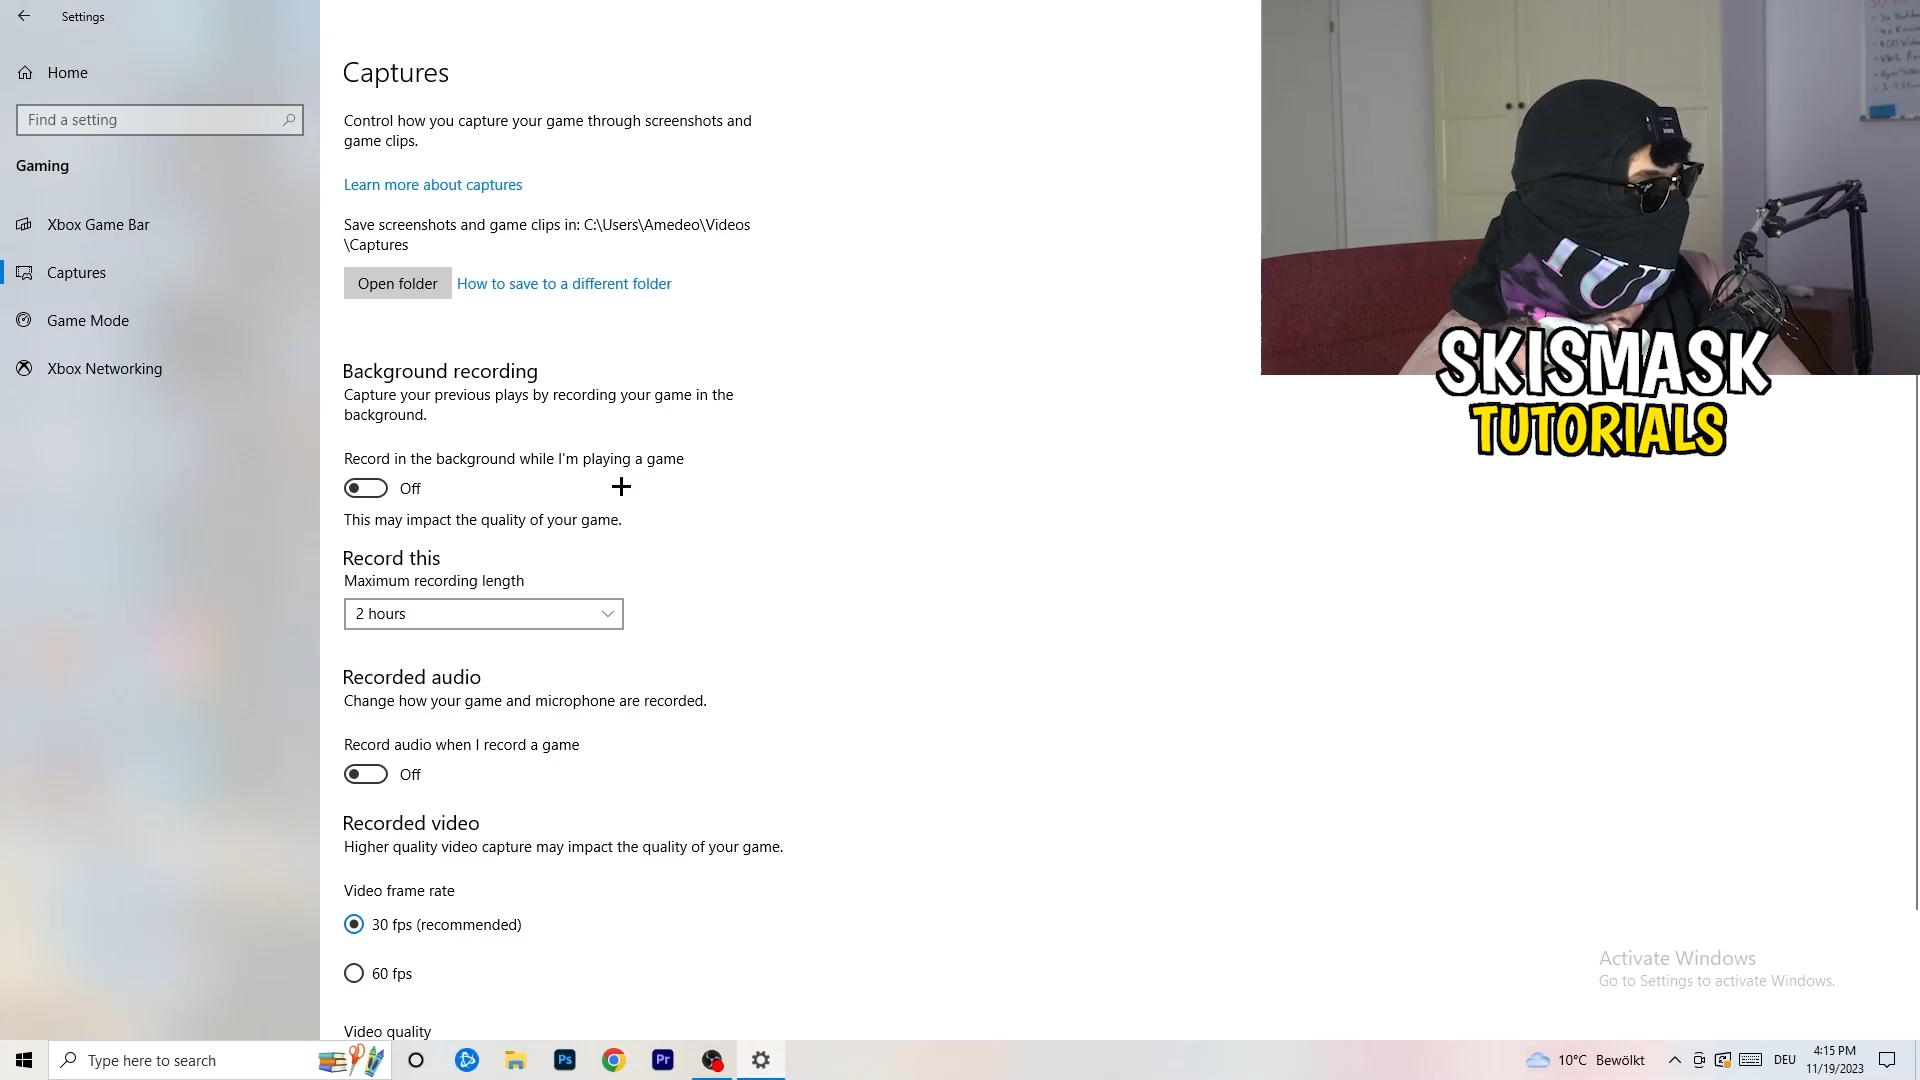 Settings
Home
Find a setting
Gaming
Xbox Game Bar
Captures
Game Mode
Xbox Networking
Captures
Control how you capture your game through screenshots and
game clips.
Learn more about captures
Save screenshots and game clips in: C:\Users\Amedeo\Videos
\Captures
Open folder How to save to a different folder
Background recording
Capture your previous plays by recording your game in the
background.
Record in the background while I'm playing a game
Off
This may impact the quality of your game.
Record this
Maximum recording length
2 hours
Recorded audio
Change how your game and microphone are recorded.
Record audio when I record a game
Off
Recorded video
Higher quality video capture may impact the quality of your game.
Video frame rate
30 fps (recommended)
60 fps
Video quality
SKISMASK
TUTORIALS
Activate Windows
Go to Settings to activate Windows.
Type here to search
Ps
Pr
10°C Bewölkt
DEU
4:15 PM
11/19/2023